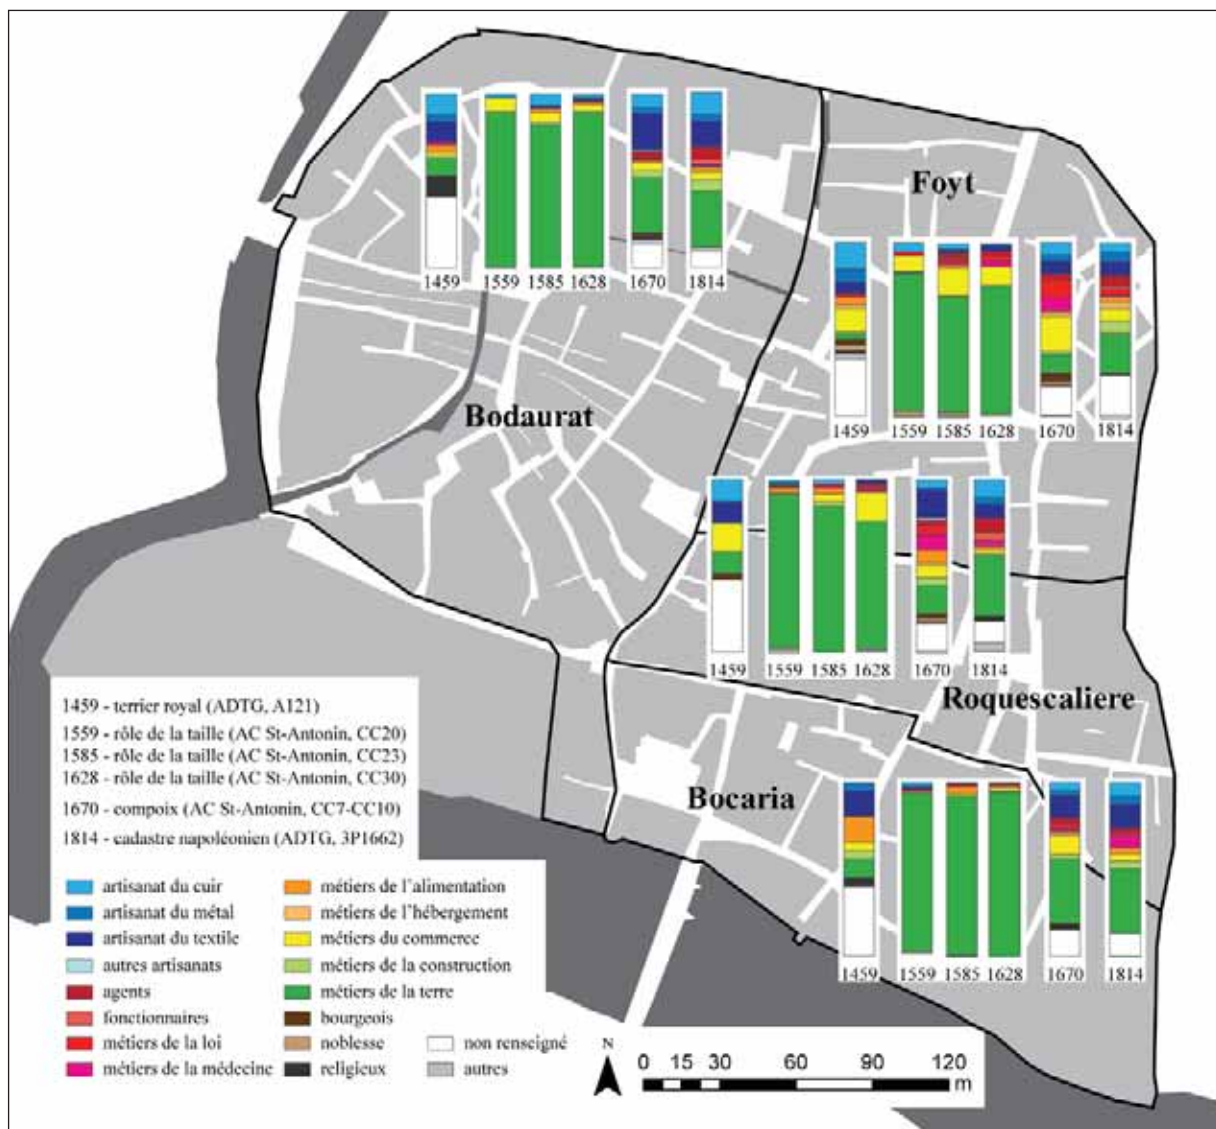 1459 1559 1585 1628 1670 1814
Foyt
1459 1559 1585 1628 1670 1814
Bodaurat
1459 1559 1585 1628 1670 1814
Roquescaliere
Bocaria
1459 1559 1585 1628 1670 1814
1459 - terrier royal (ADTG, A121)
1559 - rôle de la taille (AC St-Antonin, CC20)
1585 - rôle de la taille (AC St-Antonin, CC23)
1628 - rôle de la taille (AC St-Antonin, CC30)
1670 - compoix (AC St-Antonin, CC7-CC10)
1814 - cadastre napoléonien (ADTG, 3P1662)
artisanat du cuir
artisanat du métal
artisanat du textile
autres artisanats
agents
fonctionnaires
métiers de la loi
métiers de la médecine
métiers de l'alimentation
métiers de l'hébergement
métiers du commerce
métiers de la construction
métiers de la terre
bourgeois
noblesse
religieux
non renseigné
autres
N
0 15 30 60 90 120
m